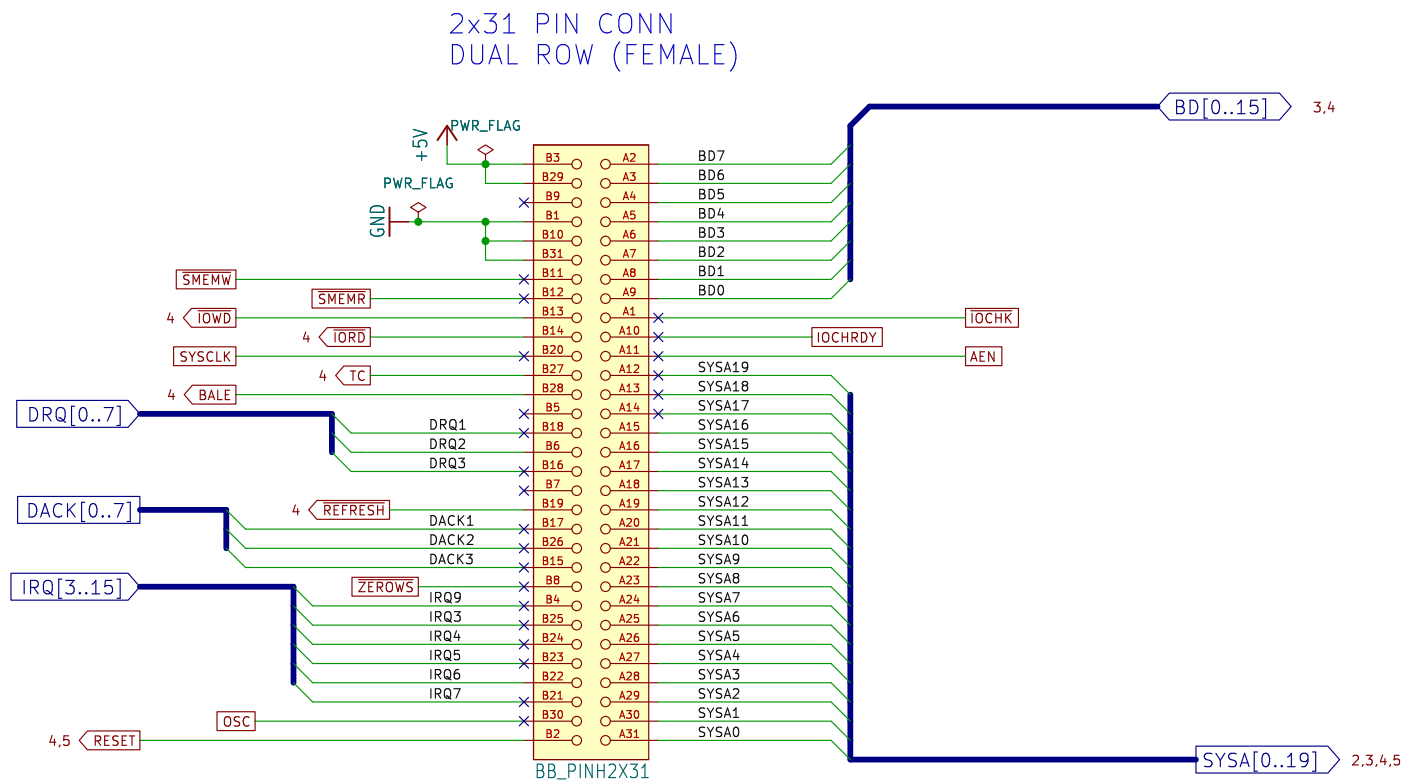 2x31 PIN CONN
DUAL ROW (FEMALE)
BD[0..15] 3,4
+5V PWR_FLAG
B3 A2 BD7
B29 A3 BD6
PWR_FLAG B9 A4 BD5
GND B1 A5 BD4
B10 A6 BD3
B31 A7 BD2
SMEMW B11 A8 BD1
SMEMR B12 A9 BD0
4 IOWD B13 A1 IOCHK
4 IORD B14 A10 IOCHRDY
SYSCLK B20 A11 AEN
4 TC B27 A12 SYSA19
4 BALE B28 A13 SYSA18
DRQ[0..7] B5 A14 SYSA17
DRQ1 B18 A15 SYSA16
DRQ2 B6 A16 SYSA15
DRQ3 B16 A17 SYSA14
B7 A18 SYSA13
DACK[0..7] 4 REFRESH B19 A19 SYSA12
DACK1 B17 A20 SYSA11
DACK2 B26 A21 SYSA10
DACK3 B15 A22 SYSA9
IRQ[3..15] ZEROWS B8 A23 SYSA8
IRQ9 B4 A24 SYSA7
IRQ3 B25 A25 SYSA6
IRQ4 B24 A26 SYSA5
IRQ5 B23 A27 SYSA4
IRQ6 B22 A28 SYSA3
IRQ7 B21 A29 SYSA2
OSC B30 A30 SYSA1
4,5 RESET B2 A31 SYSA0
SYSA[0..19] 2,3,4,5
BB_PINH2X31